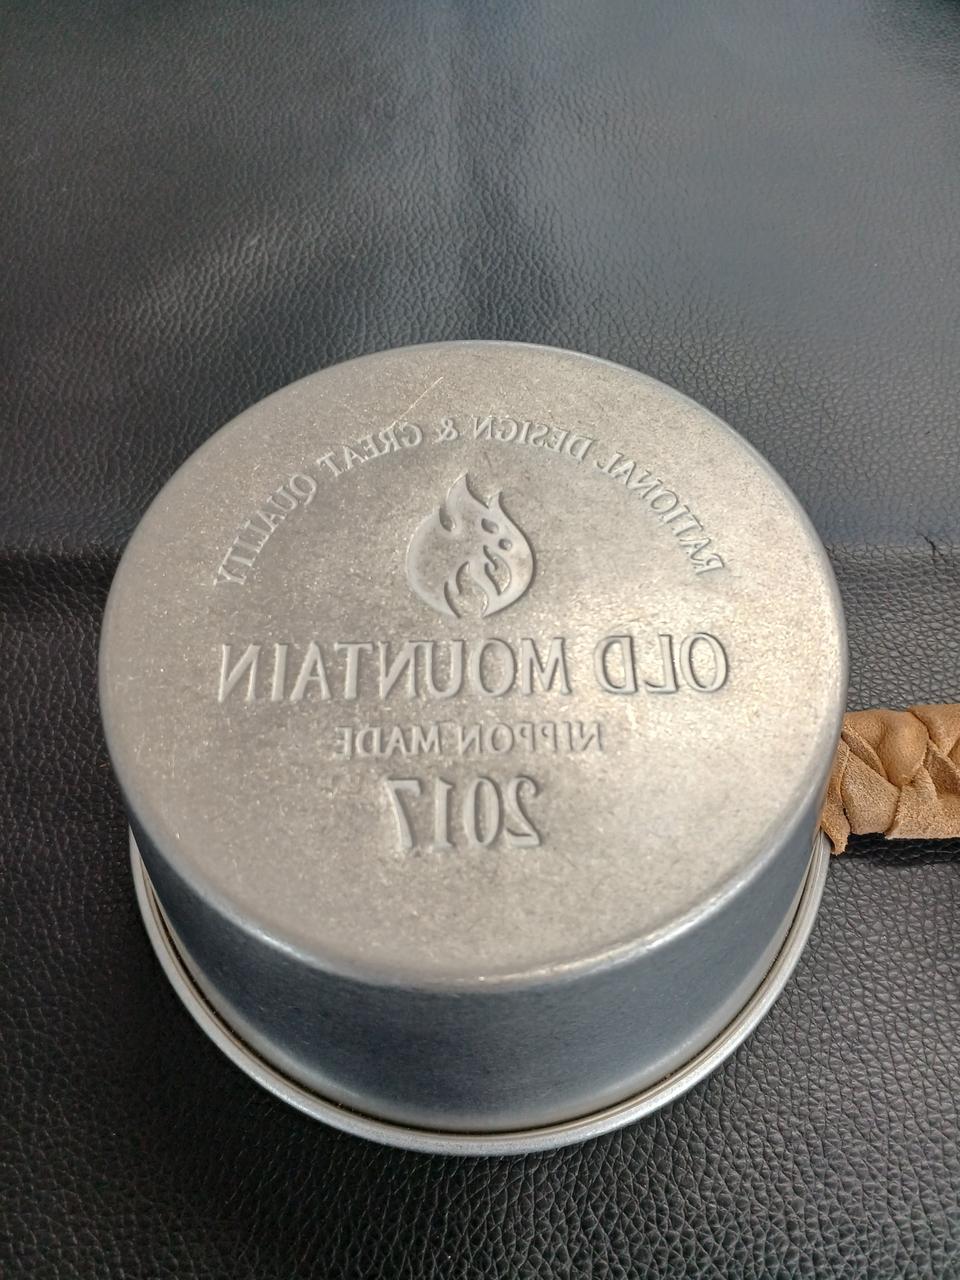 RATIONAL DESIGN & GREAT QUALITY
OLD MOUNTAIN
NIPPON MADE
2017